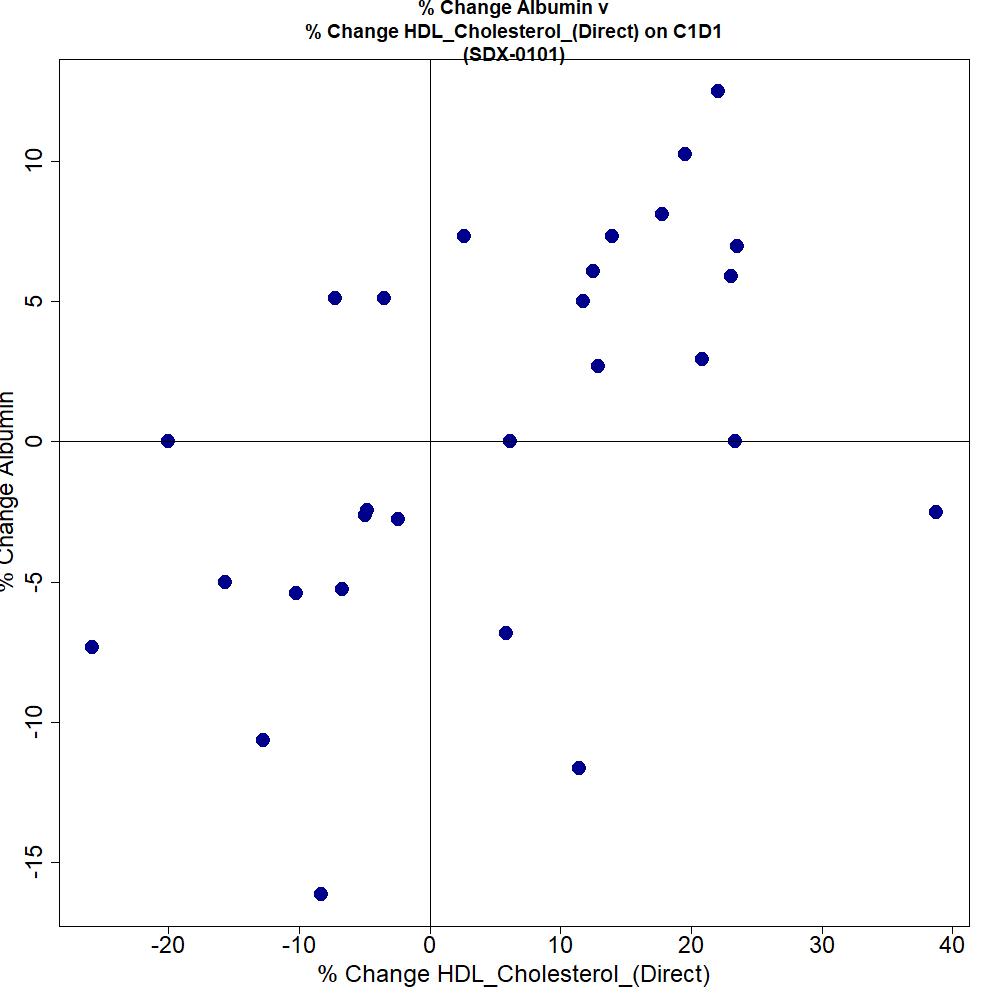 % Change Albumin v
% Change HDL_Cholesterol_(Direct) on C1D1
(SDX-0101)
% Change Albumin
10
5
0
-5
-10
-15
-20
-10
0
10
20
30
40
% Change HDL_Cholesterol_(Direct)